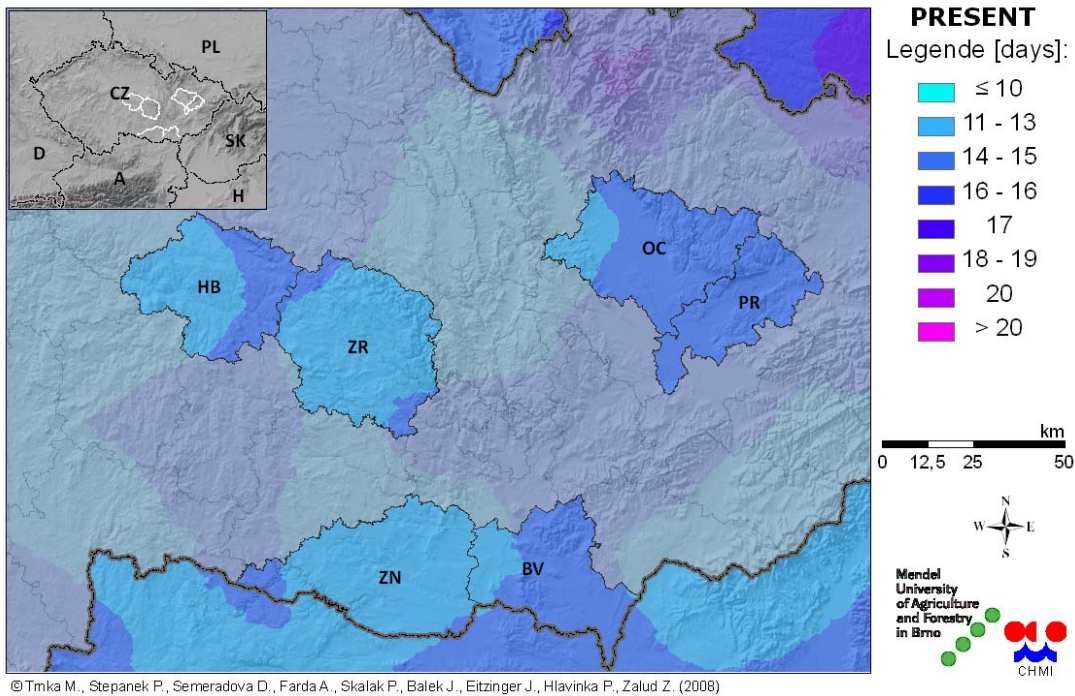 PRESENT
Legende [days]:
≤ 10
11 - 13
14 - 15
16 - 16
17
18 - 19
20
> 20
PL
CZ
SK
D
A
H
OC
HB
PR
ZR
ZN
BV
km
0 12,5 25 50
N
W E
S
Mendel
University
of Agriculture
and Forestry
in Brno
CHMI
© Trnka M., Stepanek P., Semeradova D., Farda A., Skalak P., Balek J., Eitzinger J., Hlavinka P., Zalud Z. (2008)